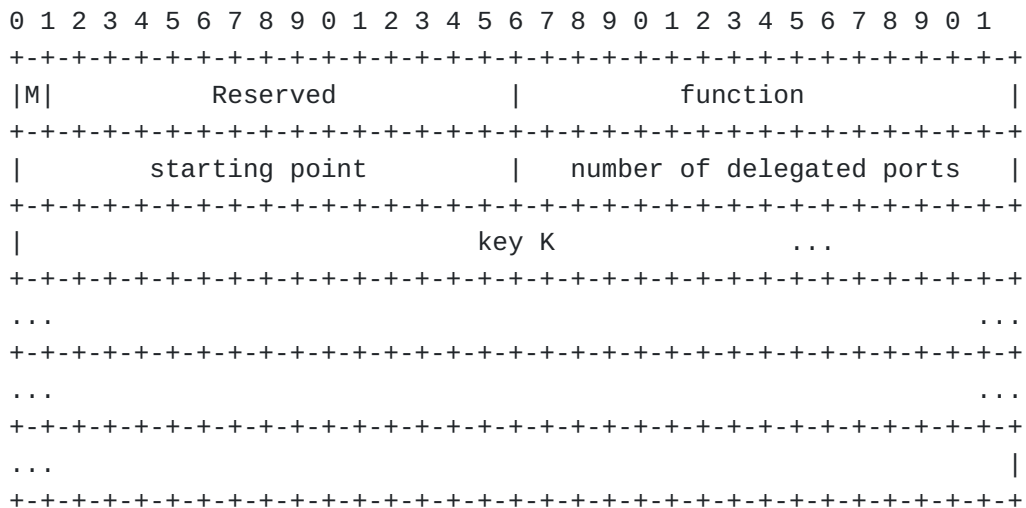 0 1 2 3 4 5 6 7 8 9 0 1 2 3 4 5 6 7 8 9 0 1 2 3 4 5 6 7 8 9 0 1
+-+-+-+-+-+-+-+-+-+-+-+-+-+-+-+-+-+-+-+-+-+-+-+-+-+-+-+-+-+-+-+-+
|M|          Reserved           |          function             |
+-+-+-+-+-+-+-+-+-+-+-+-+-+-+-+-+-+-+-+-+-+-+-+-+-+-+-+-+-+-+-+-+
|        starting point         |   number of delegated ports   |
+-+-+-+-+-+-+-+-+-+-+-+-+-+-+-+-+-+-+-+-+-+-+-+-+-+-+-+-+-+-+-+-+
|                             key K               ...
+-+-+-+-+-+-+-+-+-+-+-+-+-+-+-+-+-+-+-+-+-+-+-+-+-+-+-+-+-+-+-+-+
...                                                           ...
+-+-+-+-+-+-+-+-+-+-+-+-+-+-+-+-+-+-+-+-+-+-+-+-+-+-+-+-+-+-+-+-+
...                                                           ...
+-+-+-+-+-+-+-+-+-+-+-+-+-+-+-+-+-+-+-+-+-+-+-+-+-+-+-+-+-+-+-+-+
...                                                             |
+-+-+-+-+-+-+-+-+-+-+-+-+-+-+-+-+-+-+-+-+-+-+-+-+-+-+-+-+-+-+-+-+